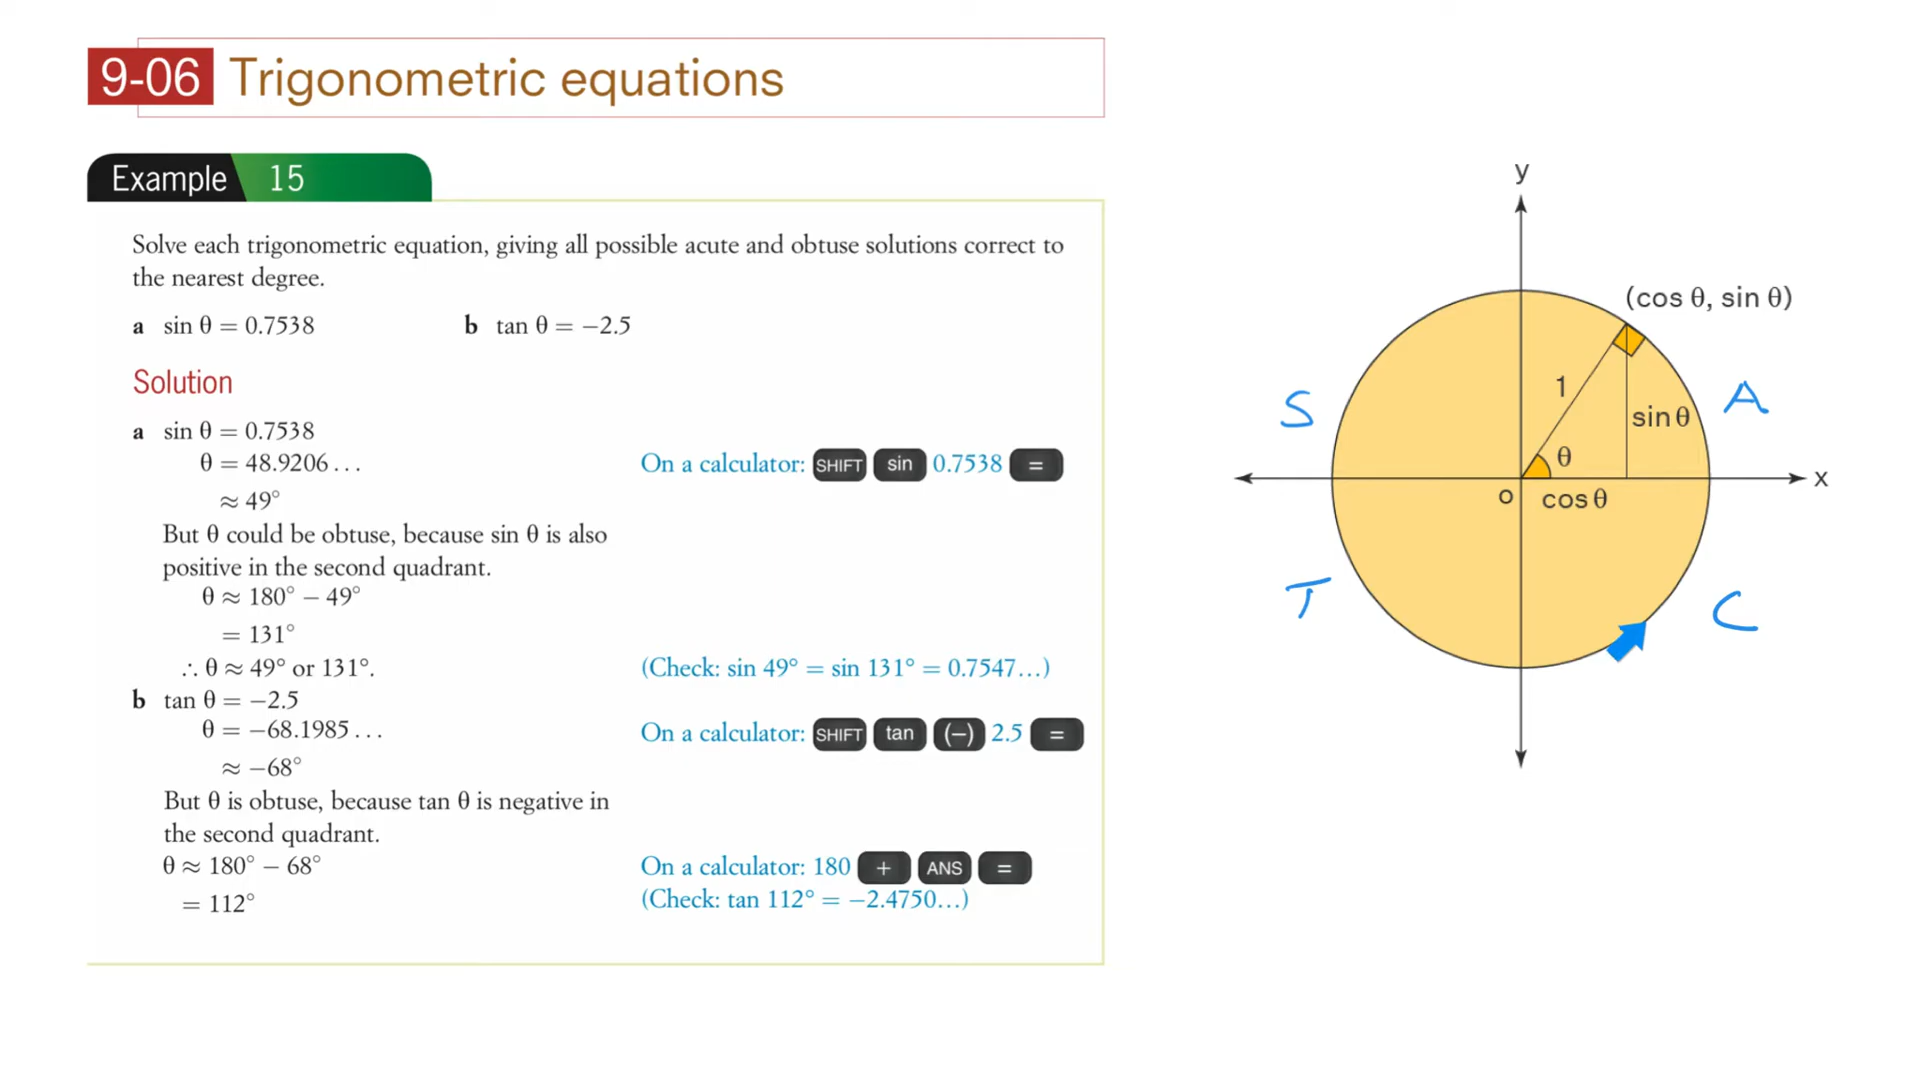 9-06 Trigonometric equations
Example 15
Solve each trigonometric equation, giving all possible acute and obtuse solutions correct to
the nearest degree.
a sin θ = 0.7538 b tan θ = −2.5
Solution
a sin θ = 0.7538
θ = 48.9206... On a calculator: SHIFT sin 0.7538 =
≈ 49°
But θ could be obtuse, because sin θ is also
positive in the second quadrant.
θ ≈ 180° − 49°
= 131°
∴ θ ≈ 49° or 131°. (Check: sin 49° = sin 131° = 0.7547...)
b tan θ = −2.5
θ = −68.1985... On a calculator: SHIFT tan (−) 2.5 =
≈ −68°
But θ is obtuse, because tan θ is negative in
the second quadrant.
θ ≈ 180° − 68° On a calculator: 180 + ANS =
= 112° (Check: tan 112° = −2.4750...)
y
(cos θ, sin θ)
S 1 sin θ A
θ
x
o cos θ
T C